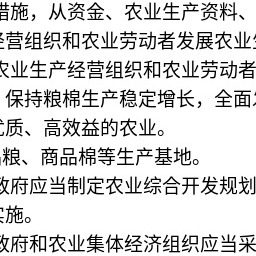 措施，从资金、农业生产资料、
经营组织和农业劳动者发展农业生
农业生产经营组织和农业劳动者
，保持粮棉生产稳定增长，全面
优质、高效益的农业。
粮、商品棉等生产基地。
政府应当制定农业综合开发规划
实施。
政府和农业集体经济组织应当采